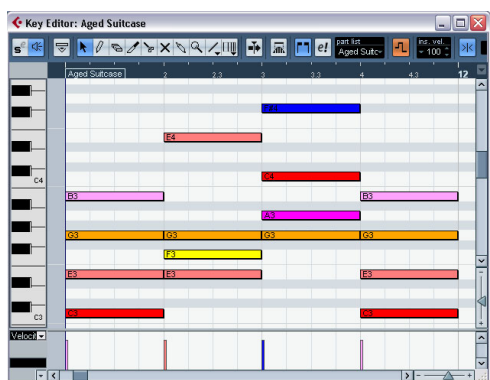 Key Editor: Aged Suitcase
e!
part list
Aged Suitc-
ins. vel.
100
Aged Suitcase
2
2.3
3
3.3
4
4.3
12
E4
C4
C4
B3
B3
A3
G3
G3
G3
G3
F3
E3
E3
E3
C3
C3
C3
Velocit